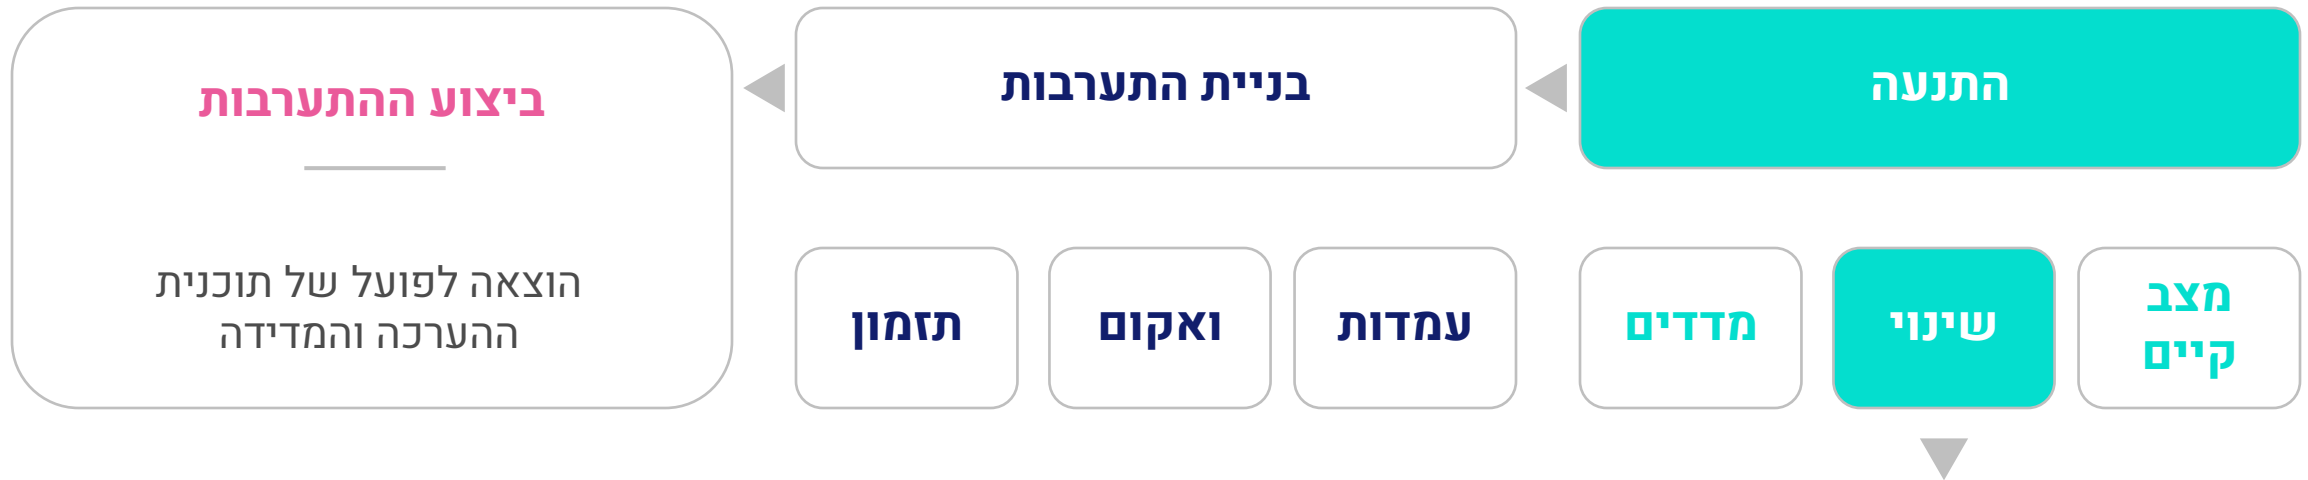 התנעה
בניית התערבות
ביצוע ההתערבות
הוצאה לפועל של תוכנית
ההערכה והמדידה
מצב
קיים
שינוי
מדדים
עמדות
ואקום
תזמון